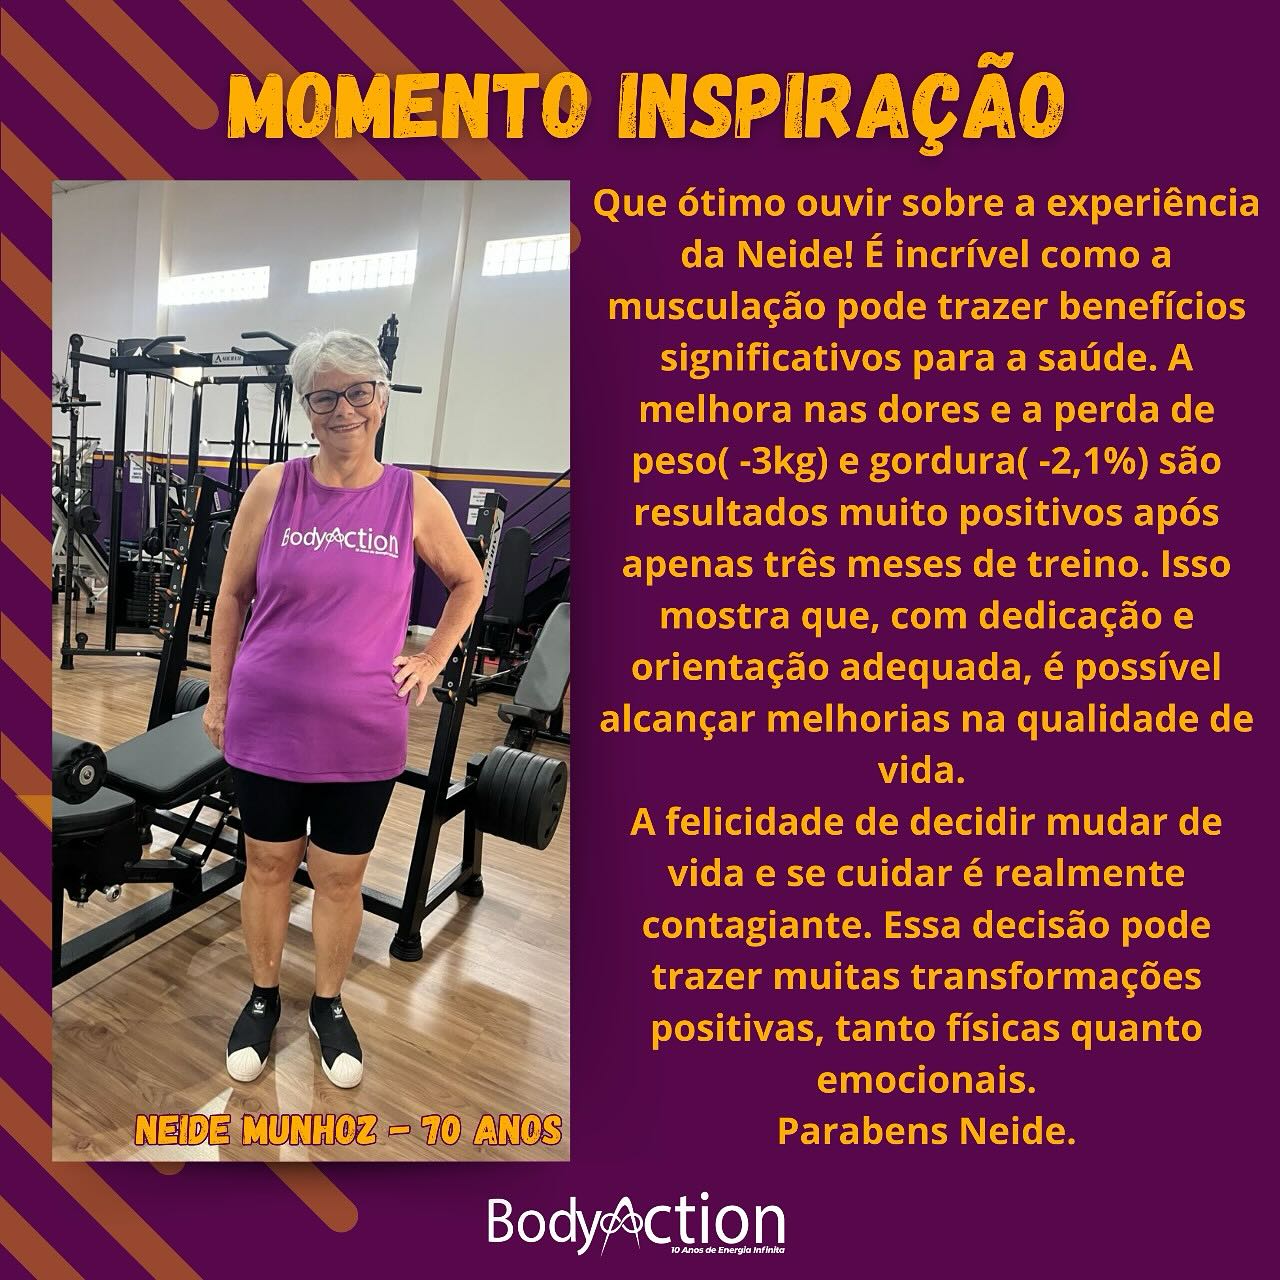 MOMENTO INSPIRAÇÃO
Que ótimo ouvir sobre a experiência
da Neide! É incrível como a
musculação pode trazer benefícios
significativos para a saúde. A
melhora nas dores e a perda de
peso( -3kg) e gordura( -2,1%) são
resultados muito positivos após
apenas três meses de treino. Isso
mostra que, com dedicação e
orientação adequada, é possível
alcançar melhorias na qualidade de
vida.
A felicidade de decidir mudar de
vida e se cuidar é realmente
contagiante. Essa decisão pode
trazer muitas transformações
positivas, tanto físicas quanto
emocionais.
Parabens Neide.
BodyAction
NEIDE MUNHOZ - 70 ANOS
BodyAction
10 Anos de Energia Infinita